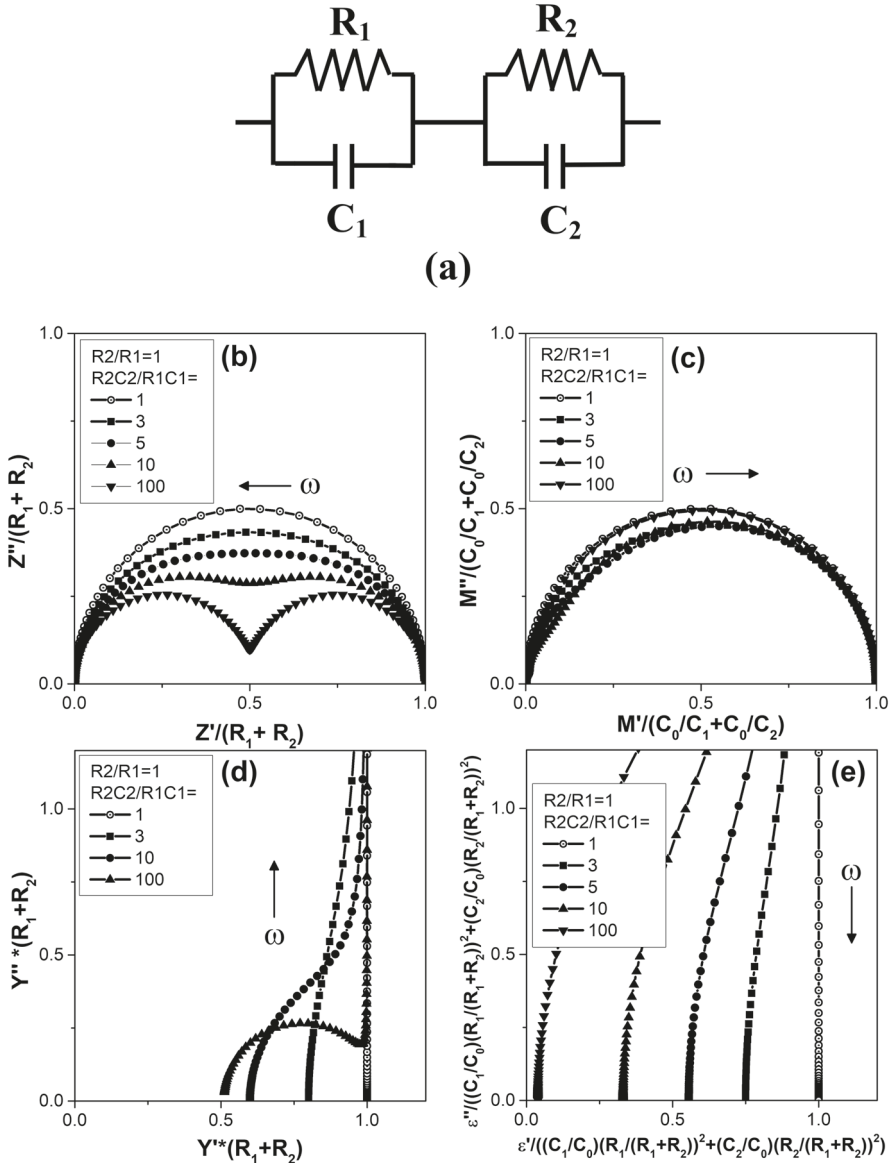 R₁
R₂
C₁
C₂
(a)
(b)
R2/R1=1
R2C2/R1C1=
1
3
5
10
100
ω
1.0
0.5
0.0
0.0
0.5
1.0
Z''/(R₁+ R₂)
Z'/(R₁+ R₂)
(c)
R2/R1=1
R2C2/R1C1=
1
3
5
10
100
ω
1.0
0.5
0.0
0.0
0.5
1.0
M''/(C₀/C₁+C₀/C₂)
M'/(C₀/C₁+C₀/C₂)
(d)
R2/R1=1
R2C2/R1C1=
1
3
10
100
ω
1.0
0.5
0.0
0.0
0.5
1.0
Y'' *(R₁+R₂)
Y'*(R₁+R₂)
(e)
R2/R1=1
R2C2/R1C1=
1
3
5
10
100
ω
1.0
0.5
0.0
0.0
0.5
1.0
ε''/((C₁/C₀)(R₁/(R₁+R₂))²+(C₂/C₀)(R₂/(R₁+R₂))²)
ε'/((C₁/C₀)(R₁/(R₁+R₂))²+(C₂/C₀)(R₂/(R₁+R₂))²)